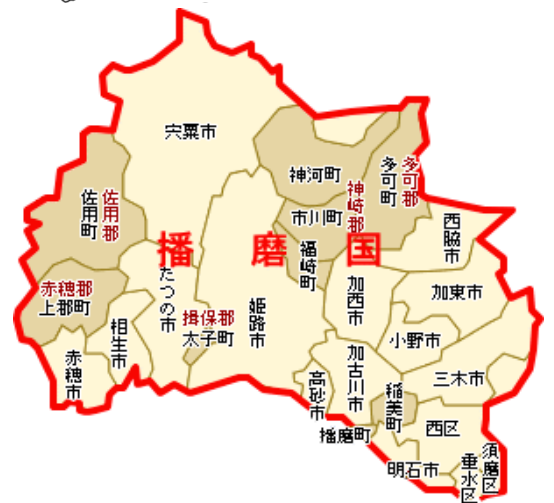 宍粟市
神河町
神崎郡
市川町
福崎町
多可郡
多可町
佐用郡
佐用町
西脇市
播磨国
赤穂郡
上郡町
たつの市
相生市
赤穂市
揖保郡
太子町
姫路市
加西市
加東市
小野市
三木市
加古川市
高砂市
稲美町
播磨町
西区
明石市
垂水区
須磨区